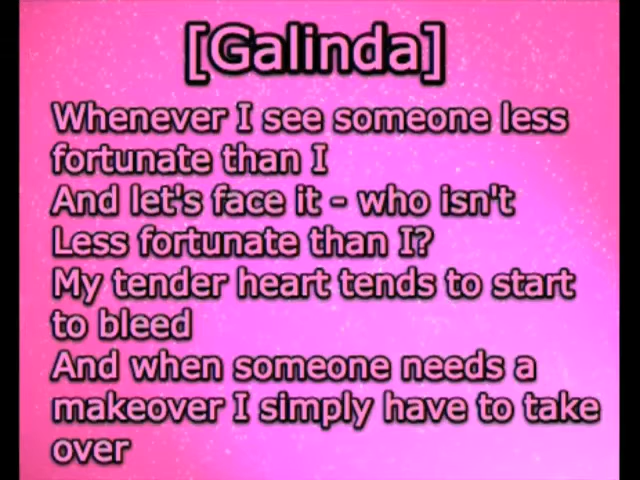 [Galinda]
Whenever I see someone less
fortunate than I
And let's face it - who isn't
Less fortunate than I?
My tender heart tends to start
to bleed
And when someone needs a
makeover I simply have to take
over